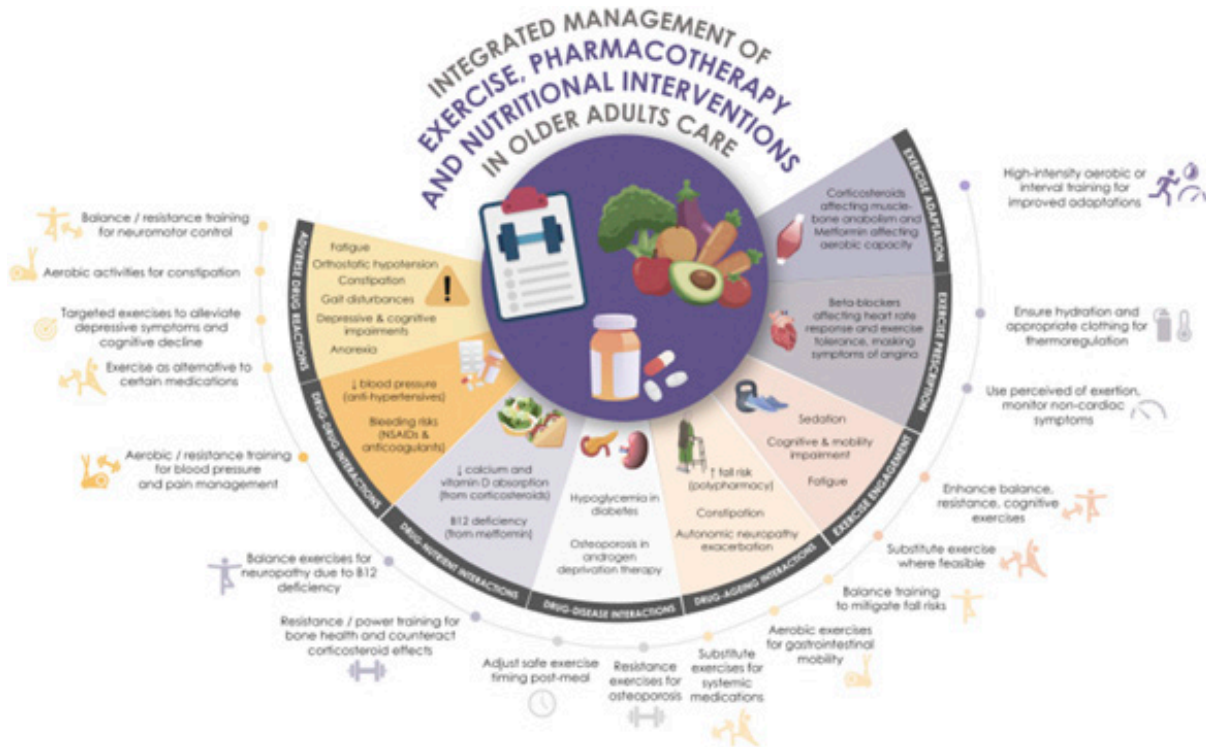 INTEGRATED MANAGEMENT OF
EXERCISE, PHARMACOTHERAPY
AND NUTRITIONAL INTERVENTIONS
IN OLDER ADULTS CARE
ADVERSE DRUG REACTIONS
Fatigue
Orthostatic hypotension
Constipation
Gait disturbances
Depressive & cognitive
impairments
Anorexia
Balance / resistance training
for neuromotor control
Aerobic activities for constipation
Targeted exercises to alleviate
depressive symptoms and
cognitive decline
Exercise as alternative to
certain medications
DRUG-DRUG INTERACTIONS
↓ blood pressure
(anti-hypertensives)
Bleeding risks
(NSAIDs &
anticoagulants)
Aerobic / resistance training
for blood pressure
and pain management
DRUG-NUTRIENT INTERACTIONS
↓ calcium and
vitamin D absorption
(from corticosteroids)
B12 deficiency
(from metformin)
Balance exercises for
neuropathy due to B12
deficiency
Resistance / power training for
bone health and counteract
corticosteroid effects
DRUG-DISEASE INTERACTIONS
Hypoglycemia in
diabetes
Osteoporosis in
androgen
deprivation therapy
Adjust safe exercise
timing post-meal
Resistance
exercises for
osteoporosis
DRUG-AGEING INTERACTIONS
↑ fall risk
(polypharmacy)
Constipation
Autonomic neuropathy
exacerbation
Substitute
exercises for
systemic
medications
Aerobic exercises
for gastrointestinal
mobility
Balance training
to mitigate fall risks
EXERCISE ENGAGEMENT
Sedation
Cognitive & mobility
impairment
Fatigue
Substitute exercise
where feasible
Enhance balance,
resistance, cognitive
exercises
EXERCISE PRESCRIPTION
Beta-blockers
affecting heart rate
response and exercise
tolerance, masking
symptoms of angina
Use perceived of exertion,
monitor non-cardiac
symptoms
Ensure hydration and
appropriate clothing for
thermoregulation
EXERCISE ADAPTATION
Corticosteroids
affecting muscle-
bone anabolism and
Metformin affecting
aerobic capacity
High-intensity aerobic or
interval training for
improved adaptations